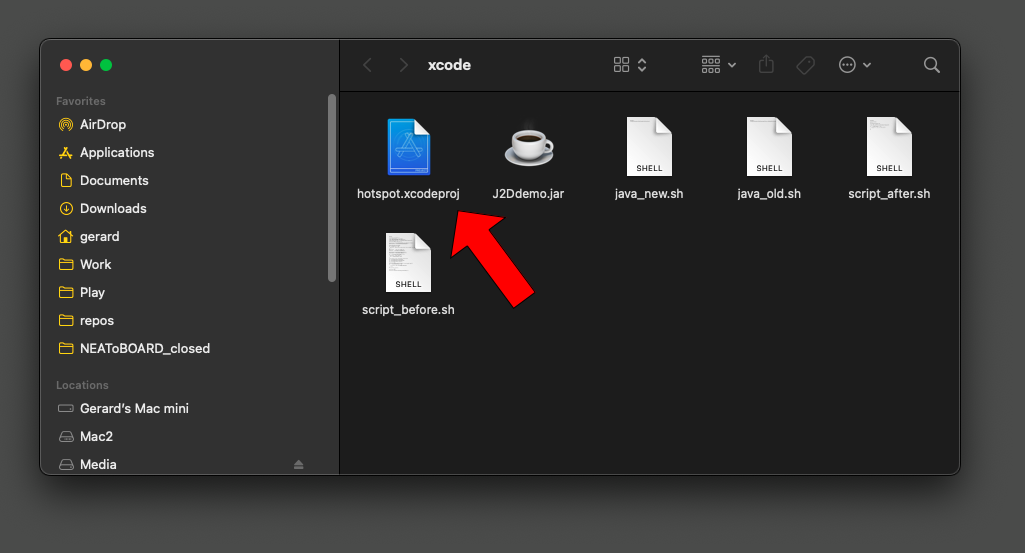 xcode
Favorites
AirDrop
Applications
Documents
Downloads
gerard
Work
Play
repos
NEAToBOARD_closed
Locations
Gerard’s Mac mini
Mac2
Media
hotspot.xcodeproj
J2Ddemo.jar
SHELL
java_new.sh
SHELL
java_old.sh
SHELL
script_after.sh
SHELL
script_before.sh